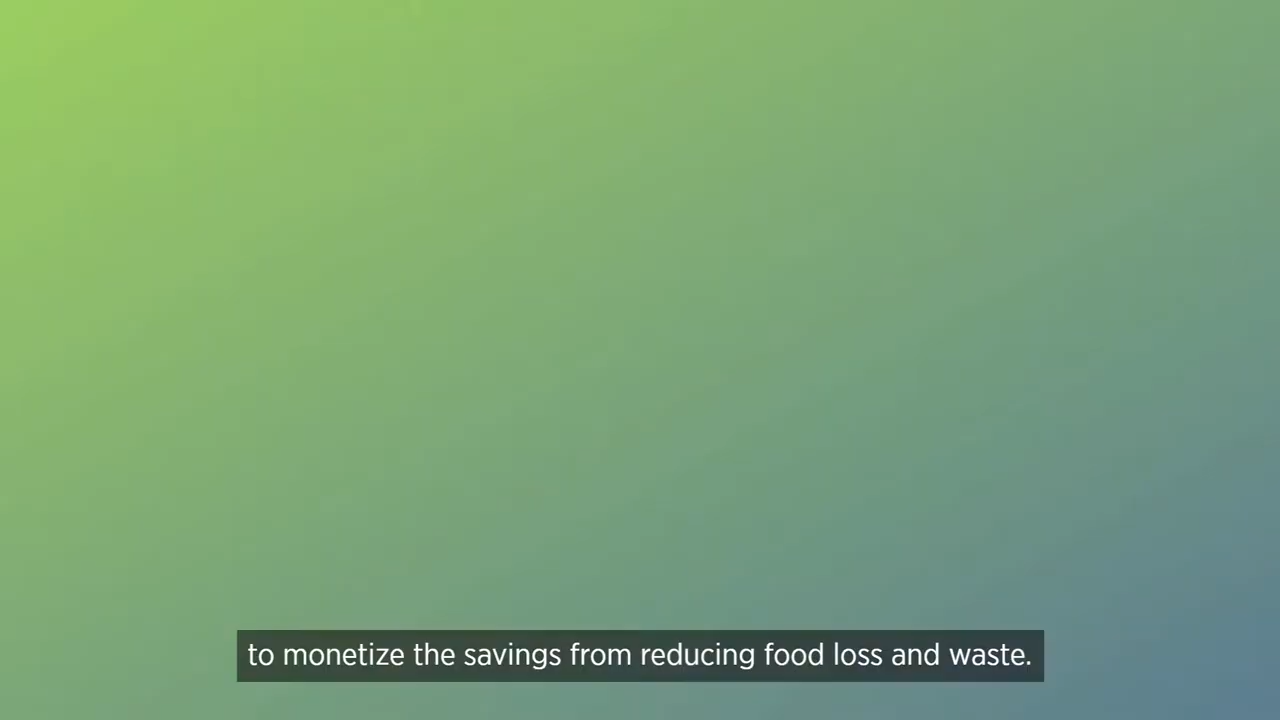 to monetize the savings from reducing food loss and waste.